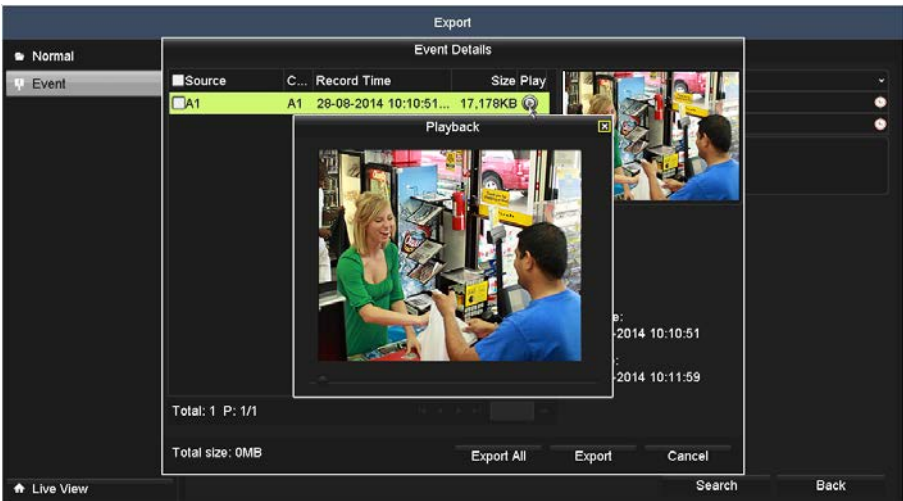 Export
Normal
Event
Event Details
Source C... Record Time Size Play
A1 A1 28-08-2014 10:10:51... 17,178KB
Playback
e:
-2014 10:10:51
:
-2014 10:11:59
Total: 1 P: 1/1
Total size: 0MB
Export All Export Cancel
Live View
Search Back